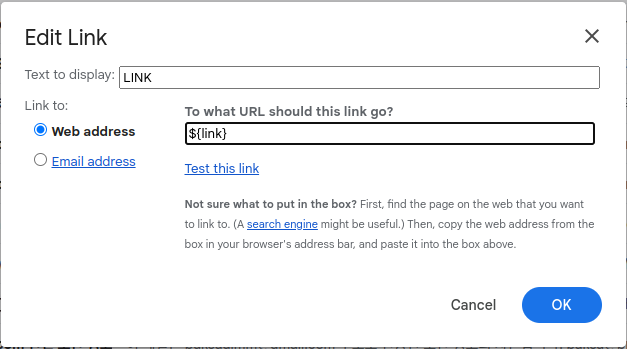 Edit Link
Text to display: LINK
Link to:
To what URL should this link go?
Web address
${link}
Email address
Test this link
Not sure what to put in the box? First, find the page on the web that you want
to link to. (A search engine might be useful.) Then, copy the web address from the
box in your browser's address bar, and paste it into the box above.
Cancel
OK